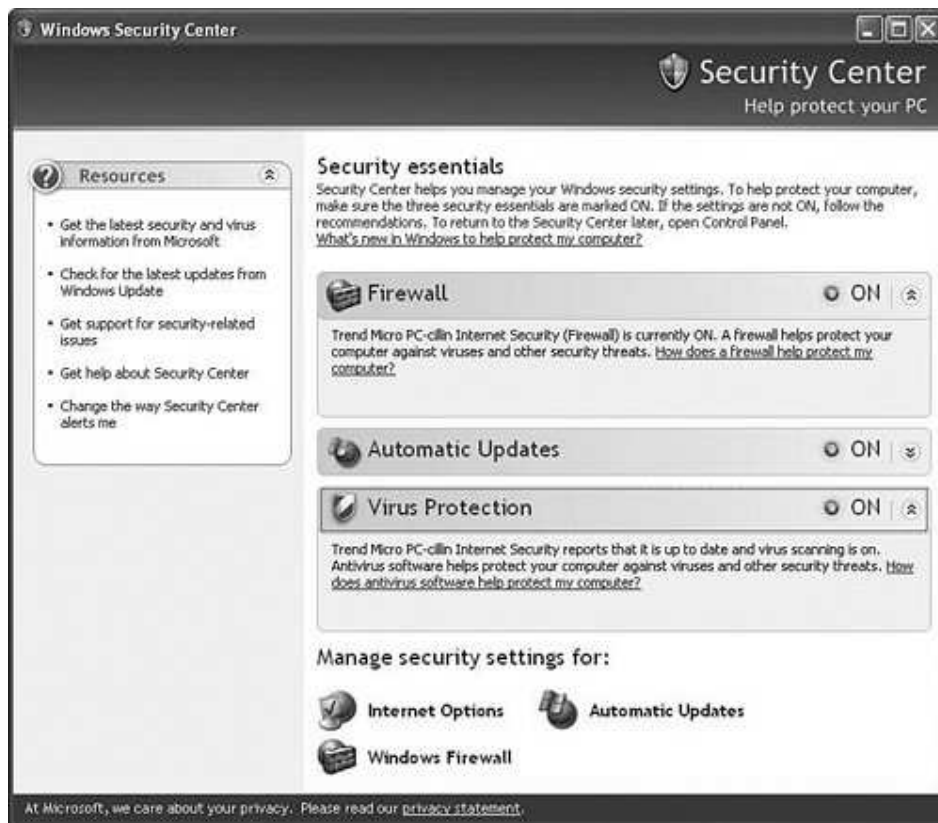 Windows Security Center
Security Center
Help protect your PC
Resources
• Get the latest security and virus
information from Microsoft
• Check for the latest updates from
Windows Update
• Get support for security-related
issues
• Get help about Security Center
• Change the way Security Center
alerts me
Security essentials
Security Center helps you manage your Windows security settings. To help protect your computer,
make sure the three security essentials are marked ON. If the settings are not ON, follow the
recommendations. To return to the Security Center later, open Control Panel.
What's new in Windows to help protect my computer?
Firewall ON
Trend Micro PC-cillin Internet Security (Firewall) is currently ON. A firewall helps protect your
computer against viruses and other security threats. How does a firewall help protect my
computer?
Automatic Updates ON
Virus Protection ON
Trend Micro PC-cillin Internet Security reports that it is up to date and virus scanning is on.
Antivirus software helps protect your computer against viruses and other security threats. How
does antivirus software help protect my computer?
Manage security settings for:
Internet Options
Automatic Updates
Windows Firewall
At Microsoft, we care about your privacy. Please read our privacy statement.